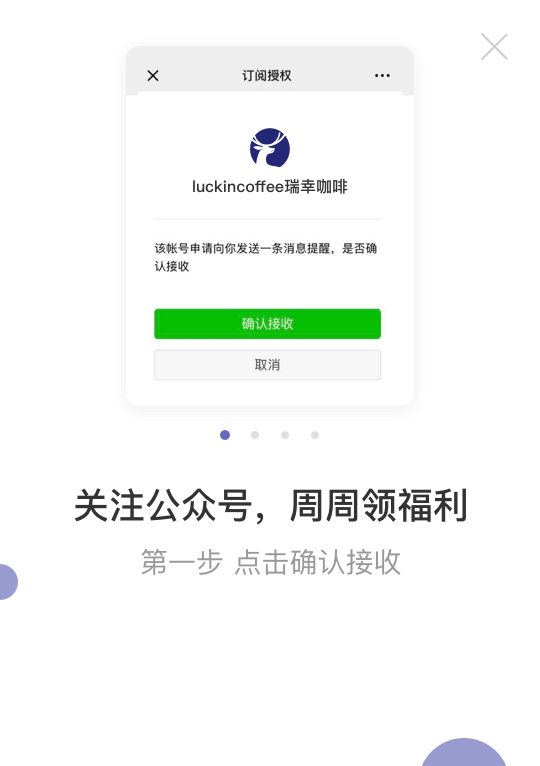 订阅授权
luckincoffee瑞幸咖啡
该帐号申请向你发送一条消息提醒，是否确
认接收
确认接收
取消
关注公众号，周周领福利
第一步 点击确认接收